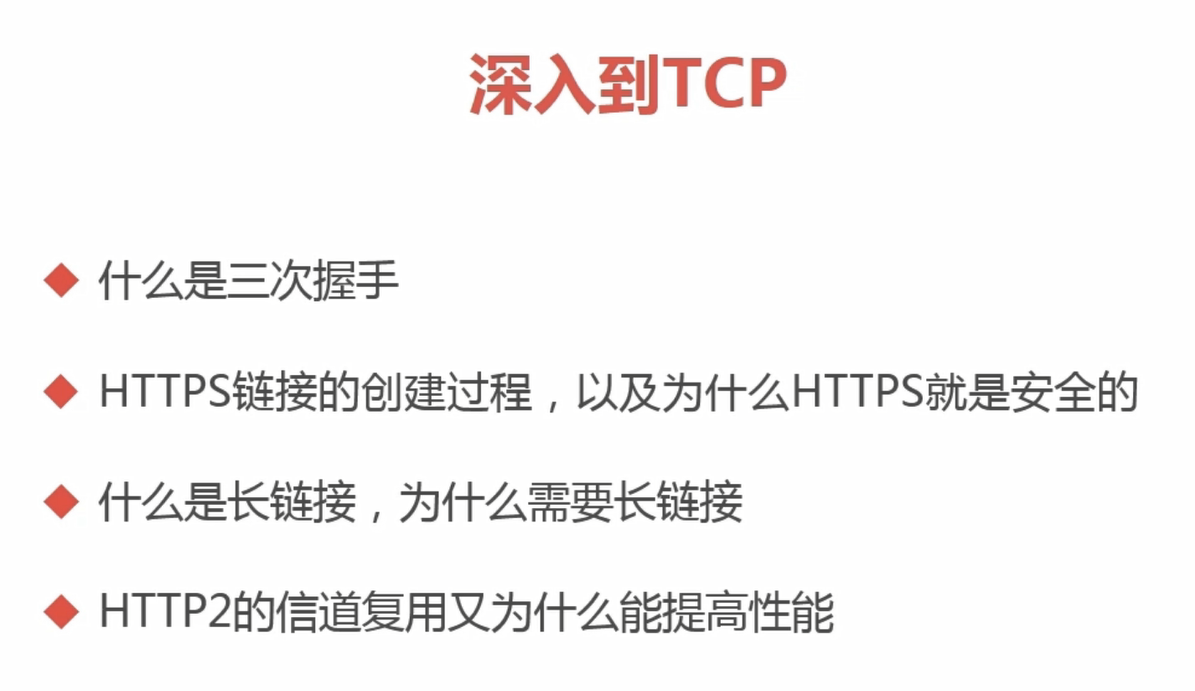 深入到TCP
什么是三次握手
HTTPS链接的创建过程，以及为什么HTTPS就是安全的
什么是长链接，为什么需要长链接
HTTP2的信道复用又为什么能提高性能